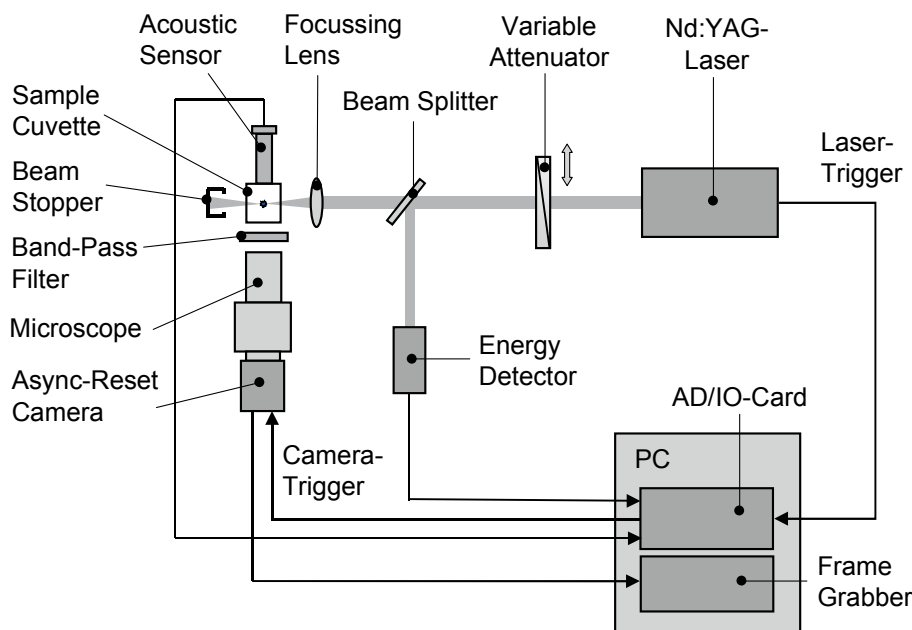 Acoustic
Sensor
Focussing
Lens
Variable
Attenuator
Nd:YAG-
Laser
Sample
Cuvette
Beam Splitter
Laser-
Trigger
Beam
Stopper
Band-Pass
Filter
Microscope
Energy
Detector
Async-Reset
Camera
AD/IO-Card
Camera-
Trigger
PC
Frame
Grabber